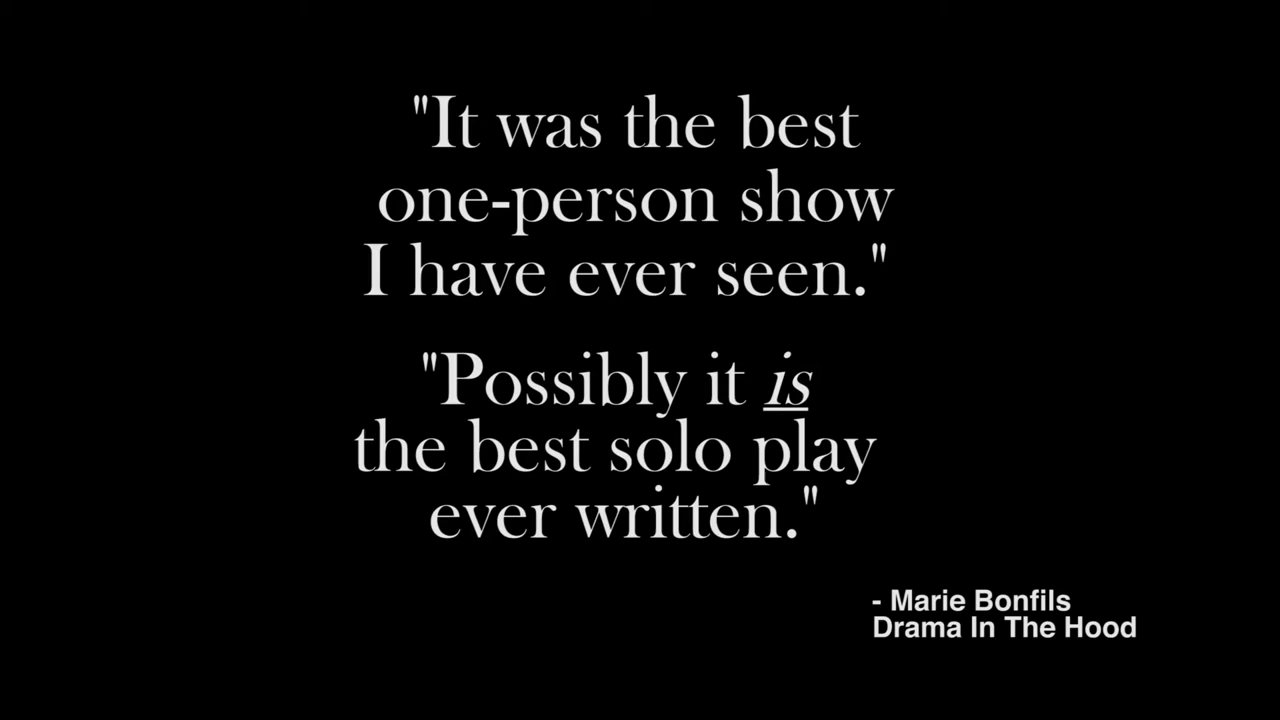 "It was the best
one-person show
I have ever seen."
"Possibly it is
the best solo play
ever written."
- Marie Bonfils
Drama In The Hood